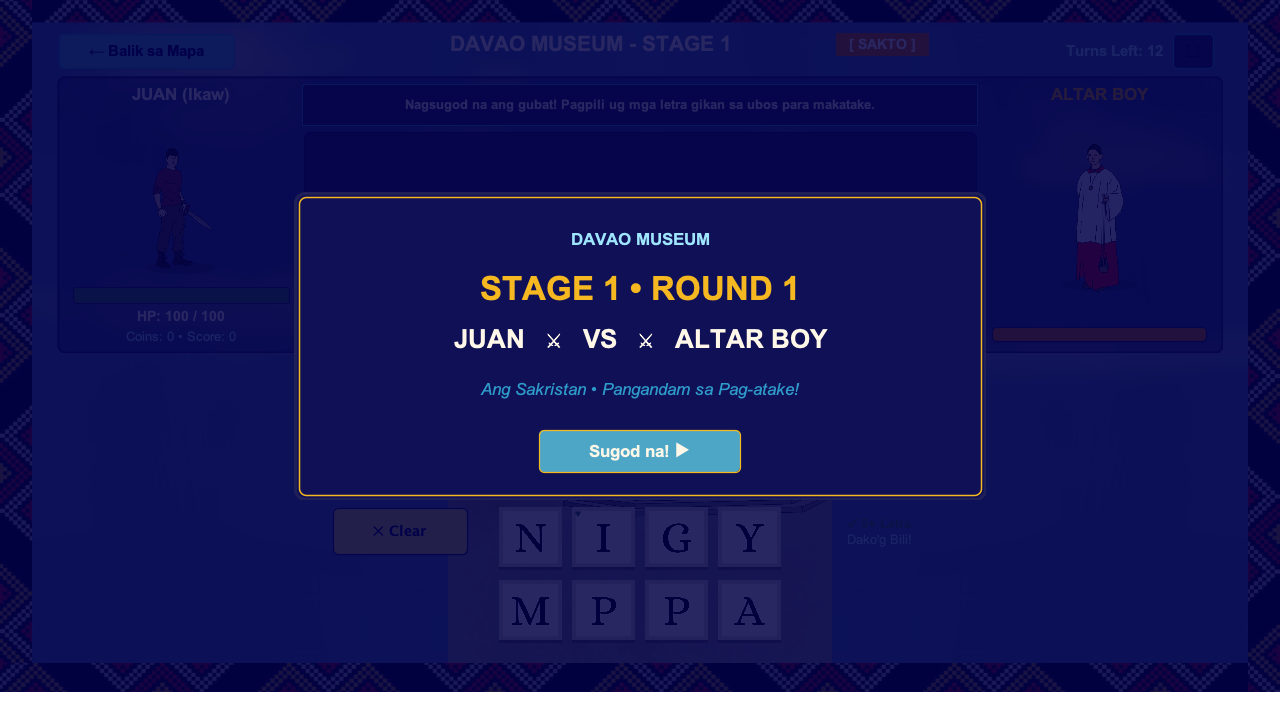 ← Balik sa Mapa
DAVAO MUSEUM - STAGE 1
[ SAKTO ]
Turns Left: 12
JUAN (Ikaw)
Nagsugod na ang gubat! Pagpili ug mga letra gikan sa ubos para makatake.
ALTAR BOY
HP: 100 / 100
Coins: 0 • Score: 0
DAVAO MUSEUM
STAGE 1 • ROUND 1
JUAN ⚔ VS ⚔ ALTAR BOY
Ang Sakristan • Pangandam sa Pag-atake!
Sugod na! ▶
× Clear
N I G Y
Dako'g Bili!
M P P A